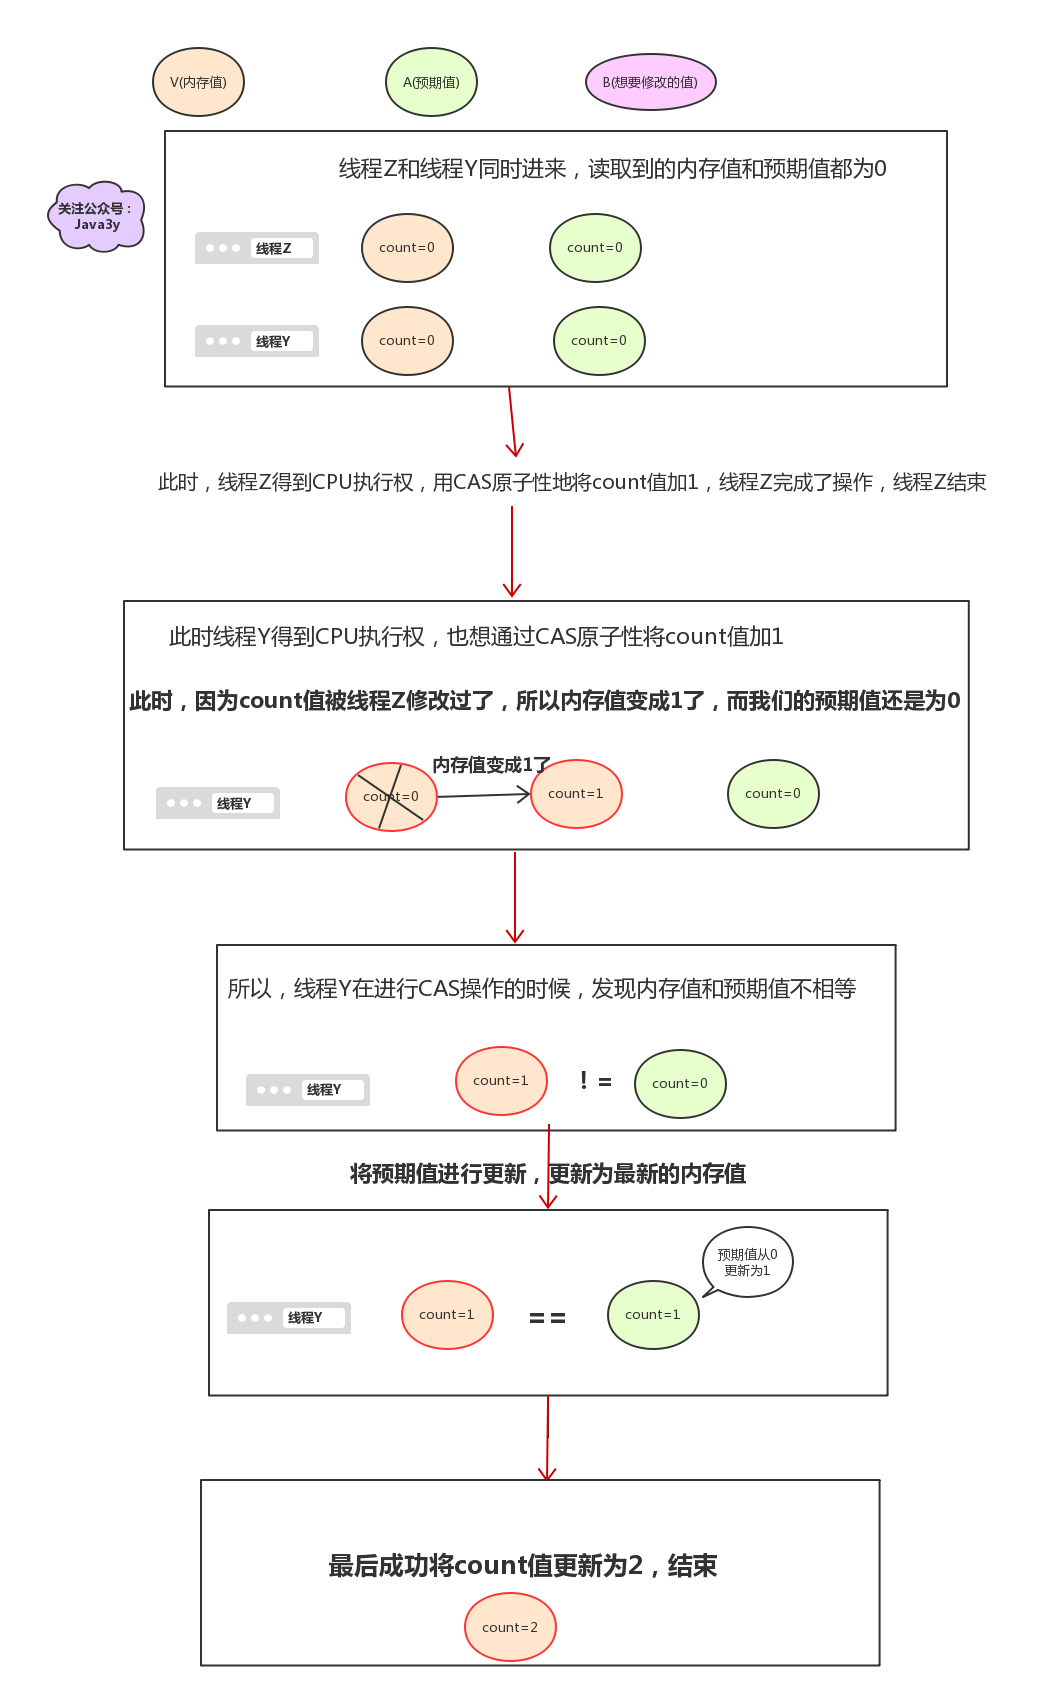 V(内存值)
A(预期值)
B(想要修改的值)
线程Z和线程Y同时进来，读取到的内存值和预期值都为0
关注公众号：
Java3y
线程Z
count=0
count=0
线程Y
count=0
count=0
此时，线程Z得到CPU执行权，用CAS原子性地将count值加1，线程Z完成了操作，线程Z结束
此时线程Y得到CPU执行权，也想通过CAS原子性将count值加1
此时，因为count值被线程Z修改过了，所以内存值变成1了，而我们的预期值还是为0
内存值变成1了
线程Y
count=0
count=1
count=0
所以，线程Y在进行CAS操作的时候，发现内存值和预期值不相等
线程Y
count=1
！=
count=0
将预期值进行更新，更新为最新的内存值
预期值从0
更新为1
线程Y
count=1
==
count=1
最后成功将count值更新为2，结束
count=2